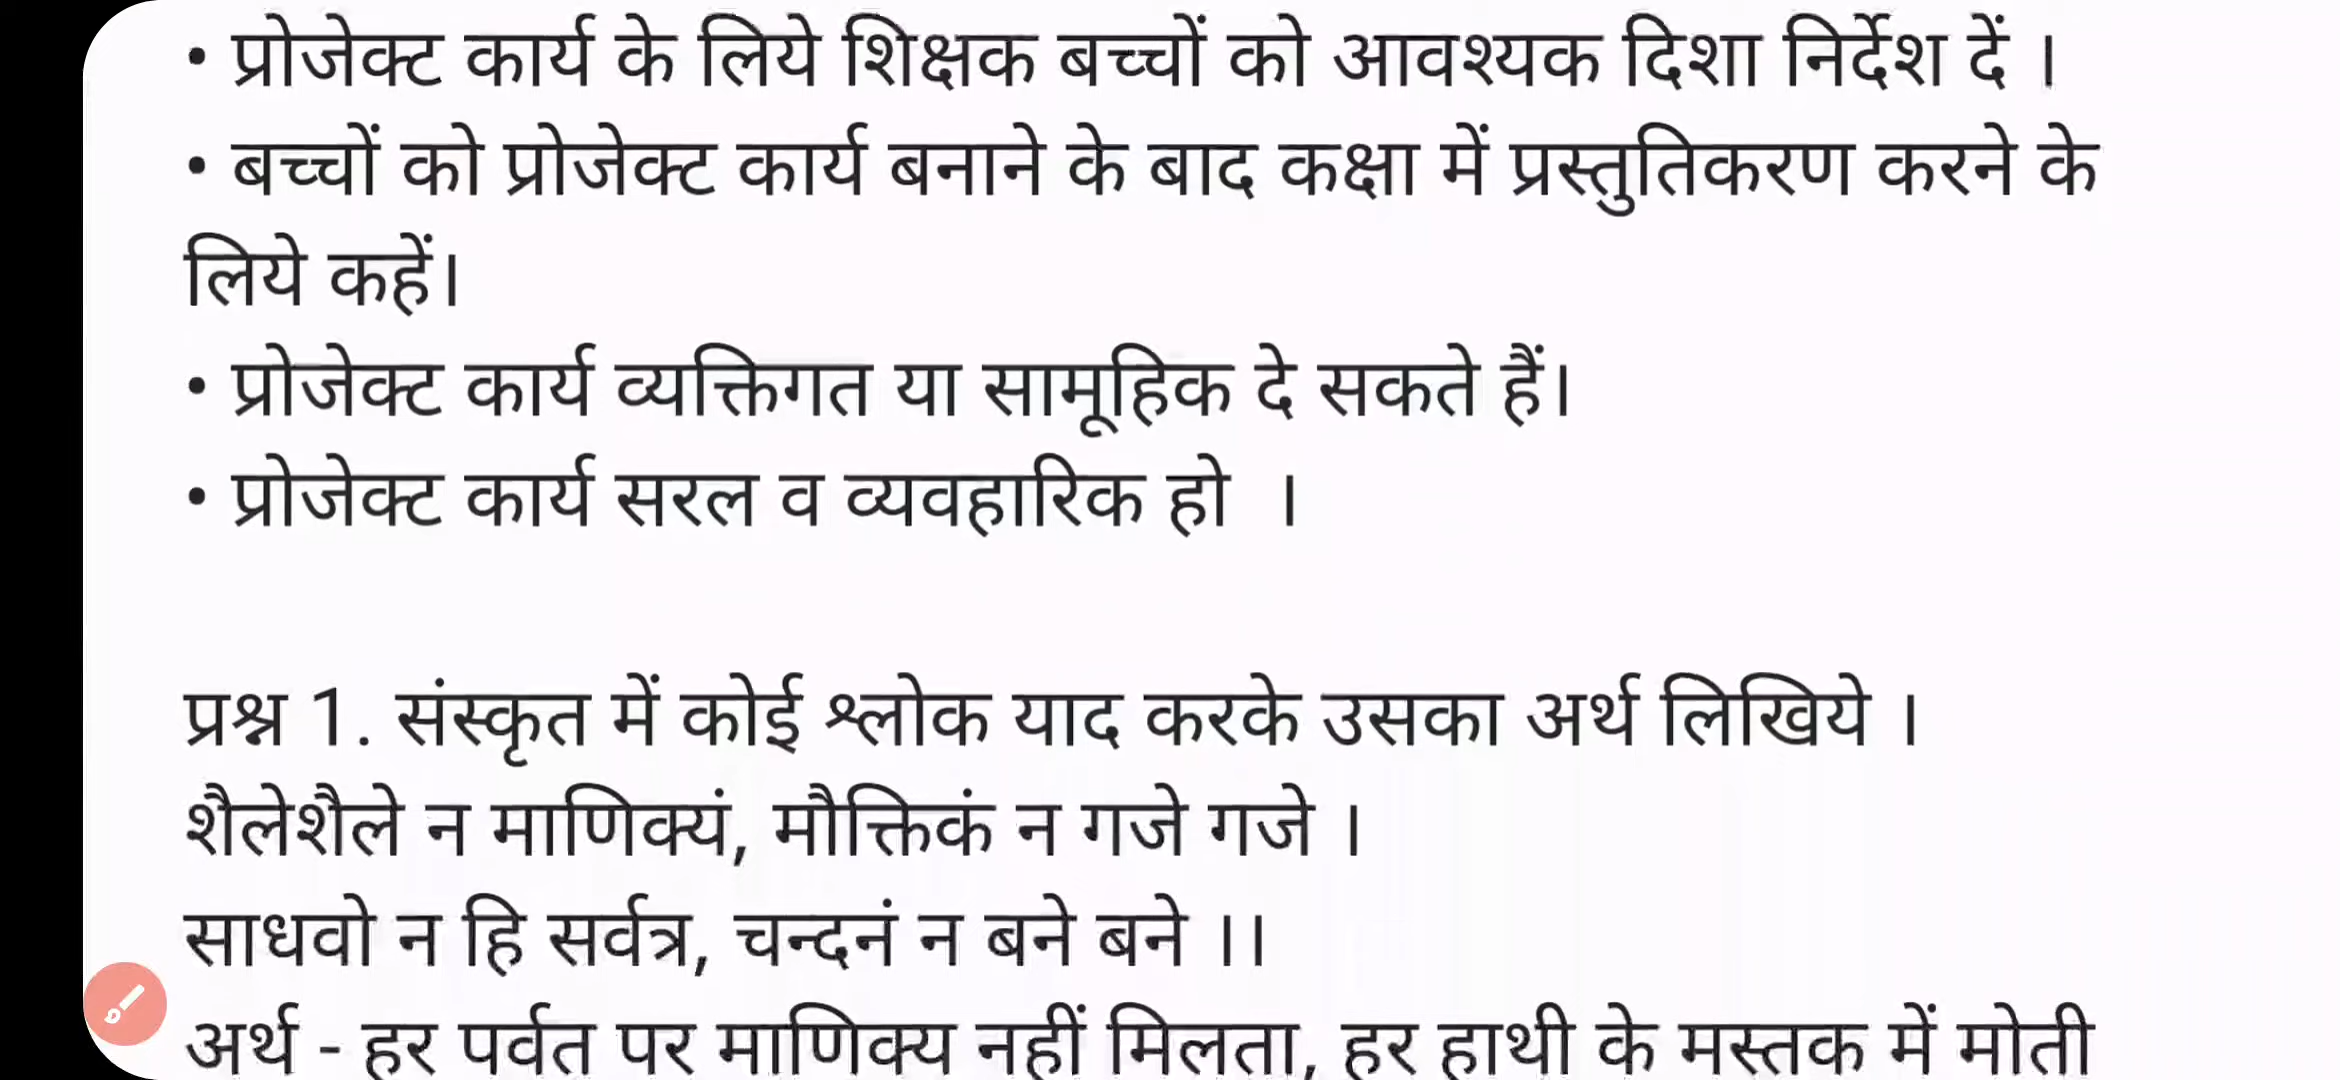 • प्रोजेक्ट कार्य के लिये शिक्षक बच्चों को आवश्यक दिशा निर्देश दें ।
• बच्चों को प्रोजेक्ट कार्य बनाने के बाद कक्षा में प्रस्तुतिकरण करने के
लिये कहें।
• प्रोजेक्ट कार्य व्यक्तिगत या सामूहिक दे सकते हैं।
• प्रोजेक्ट कार्य सरल व व्यवहारिक हो ।
प्रश्न 1. संस्कृत में कोई श्लोक याद करके उसका अर्थ लिखिये ।
शैलेशैले न माणिक्यं, मौक्तिकं न गजे गजे ।
साधवो न हि सर्वत्र, चन्दनं न बने बने ।।
अर्थ - हर पर्वत पर माणिक्य नहीं मिलता, हर हाथी के मस्तक में मोती